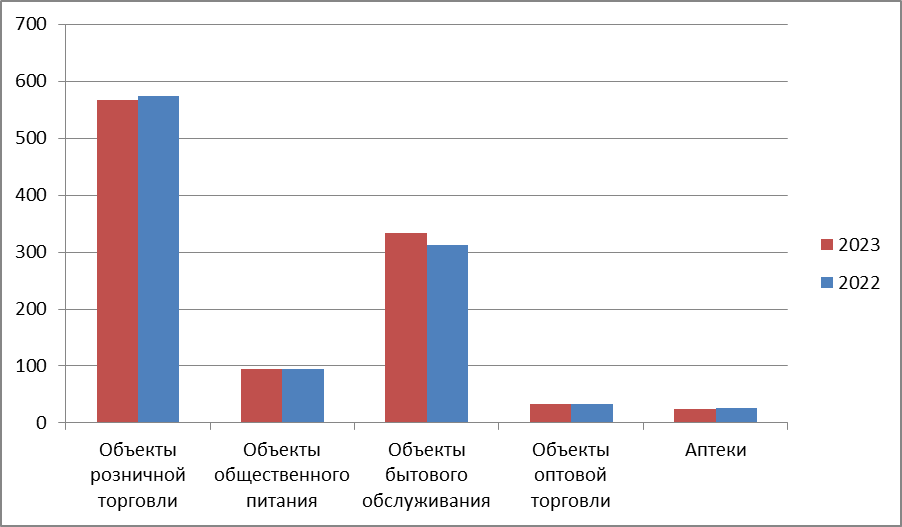 700
600
500
400
300
200
100
0
Объекты
розничной
торговли
Объекты
общественного
питания
Объекты
бытового
обслуживания
Объекты
оптовой
торговли
Аптеки
2023
2022